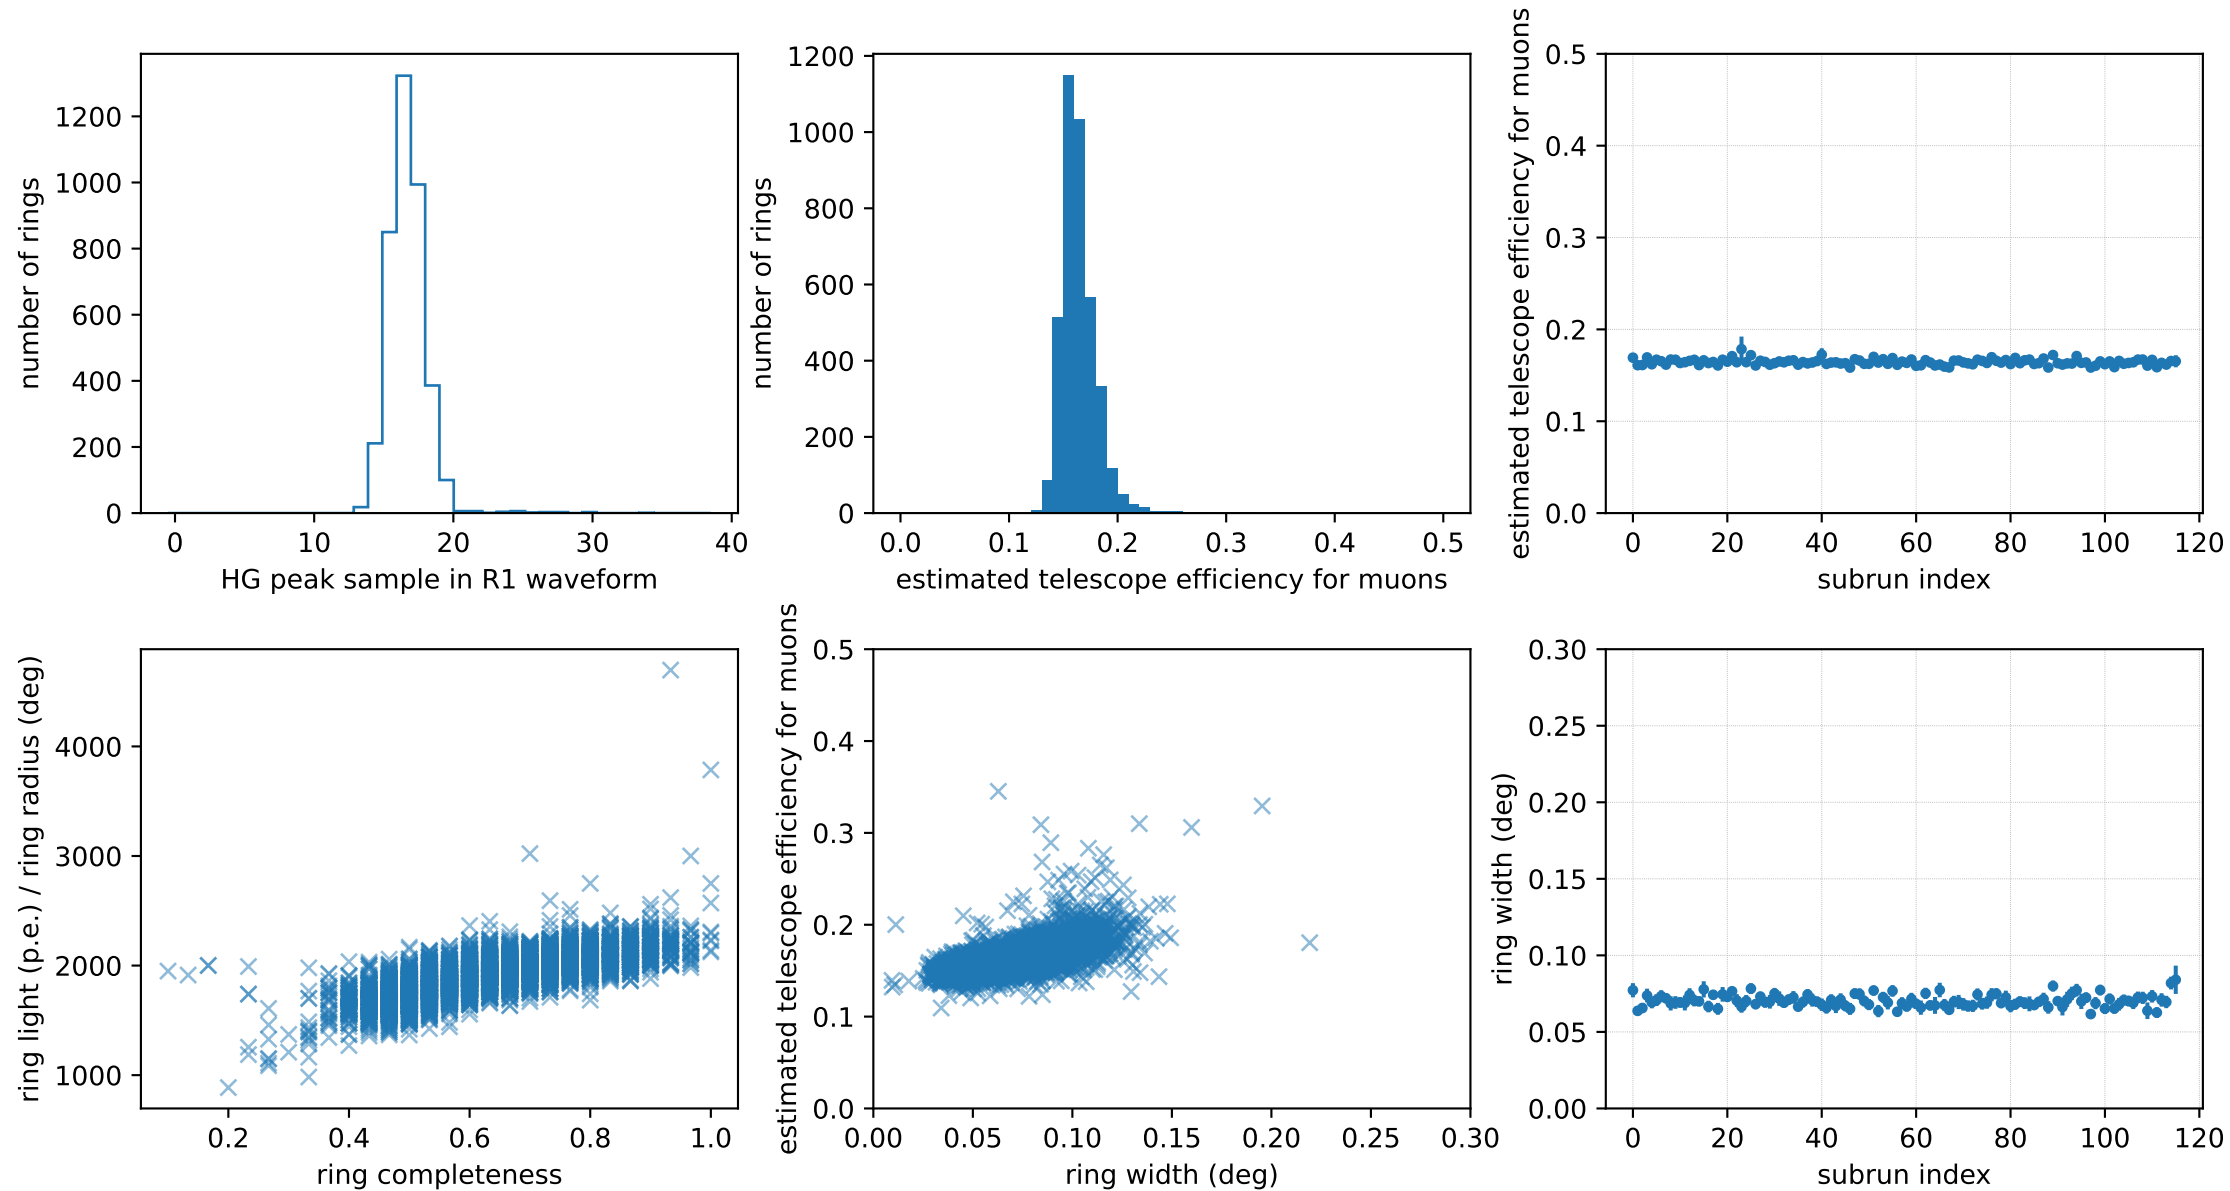 number of rings
1200
1000
800
600
400
200
0
0 10 20 30 40
HG peak sample in R1 waveform
number of rings
1200
1000
800
600
400
200
0
0.0 0.1 0.2 0.3 0.4 0.5
estimated telescope efficiency for muons
estimated telescope efficiency for muons
0.5
0.4
0.3
0.2
0.1
0.0
0 20 40 60 80 100 120
subrun index
ring light (p.e.) / ring radius (deg)
4000
3000
2000
1000
0.2 0.4 0.6 0.8 1.0
ring completeness
estimated telescope efficiency for muons
0.5
0.4
0.3
0.2
0.1
0.0
0.00 0.05 0.10 0.15 0.20 0.25 0.30
ring width (deg)
ring width (deg)
0.30
0.25
0.20
0.15
0.10
0.05
0.00
0 20 40 60 80 100 120
subrun index